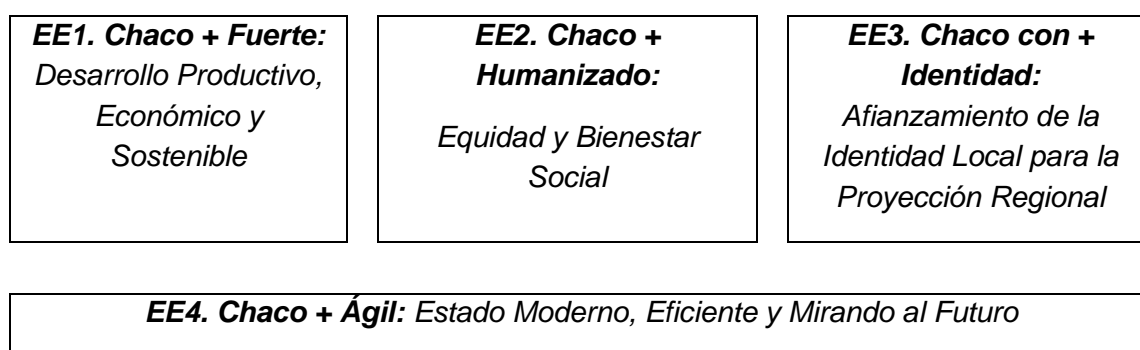 EE1. Chaco + Fuerte:
Desarrollo Productivo,
Económico y
Sostenible
EE2. Chaco +
Humanizado:
Equidad y Bienestar
Social
EE3. Chaco con +
Identidad:
Afianzamiento de la
Identidad Local para la
Proyección Regional
EE4. Chaco + Ágil: Estado Moderno, Eficiente y Mirando al Futuro